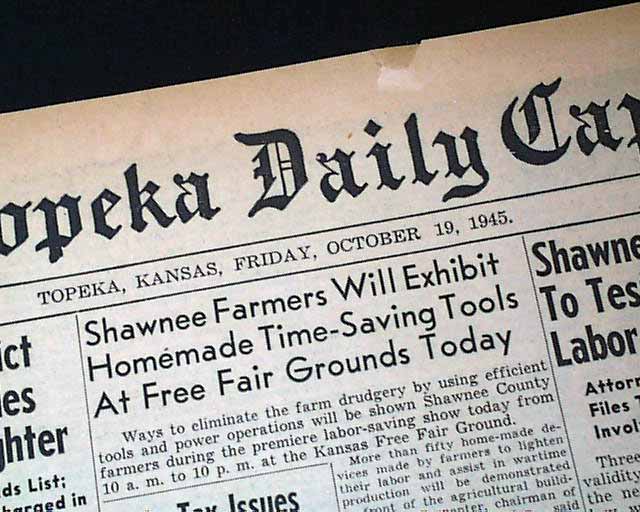 opeka Daily Cap
TOPEKA, KANSAS, FRIDAY, OCTOBER 19, 1945.
Shawnee Farmers Will Exhibit
Homemade Time-Saving Tools
At Free Fair Grounds Today
Ways to eliminate the farm drudgery by using efficient
tools and power operations will be shown Shawnee County
farmers during the premiere labor-saving show today from
10 a. m. to 10 p. m. at the Kansas Free Fair Ground.
More than fifty home-made de-
vices made by farmers to lighten
their labor and assist in wartime
production will be demonstrated
front of the agricultural build-
chairman of
said
Tax Issues
ict
es
ghter
ds List;
harged in
Shawne
To Tes
Labor
Attor
Files T
Invol
Three
validity
the ne